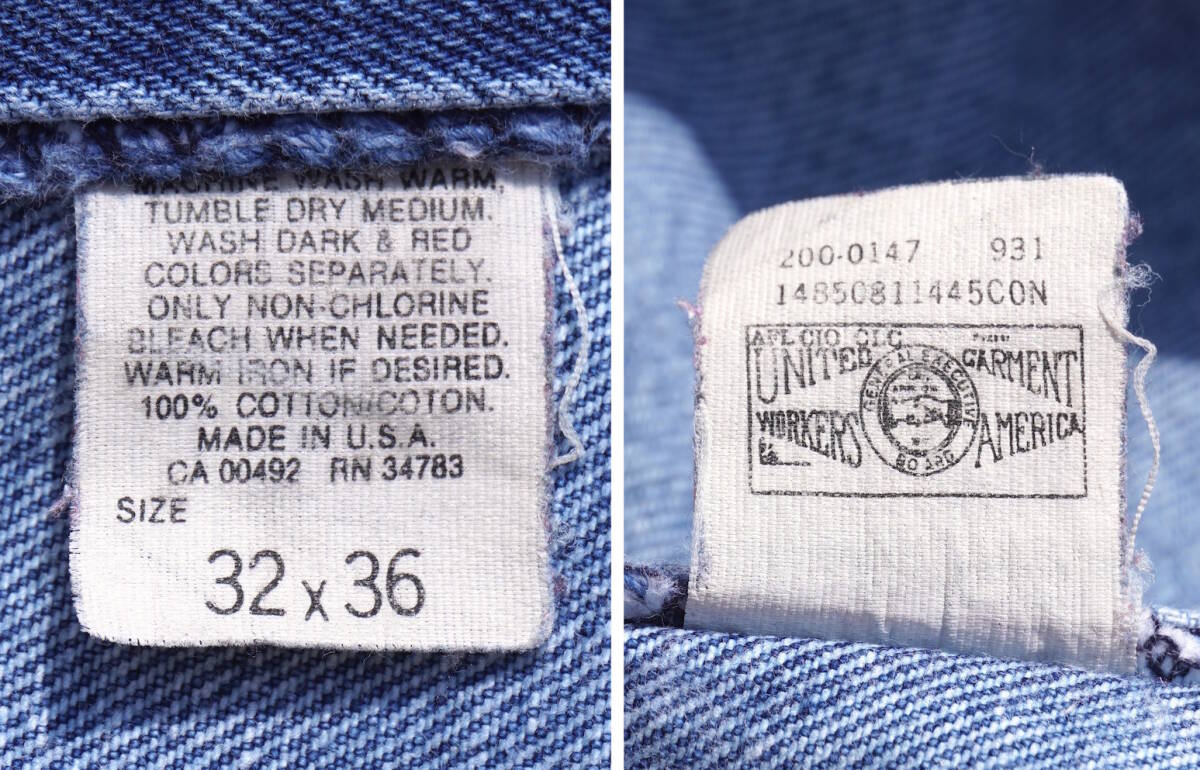 MACHINE WASH WARM,
TUMBLE DRY MEDIUM.
WASH DARK & RED
COLORS SEPARATELY.
ONLY NON-CHLORINE
BLEACH WHEN NEEDED.
WARM IRON IF DESIRED.
100% COTTON/COTON.
MADE IN U.S.A.
CA 00492 RN 34783
SIZE
32 x 36
200-0147 931
14850811445CON
AFL CIO CLC
UNITED GARMENT
WORKERS AMERICA
GENERAL EXECUTIVE
BOARD